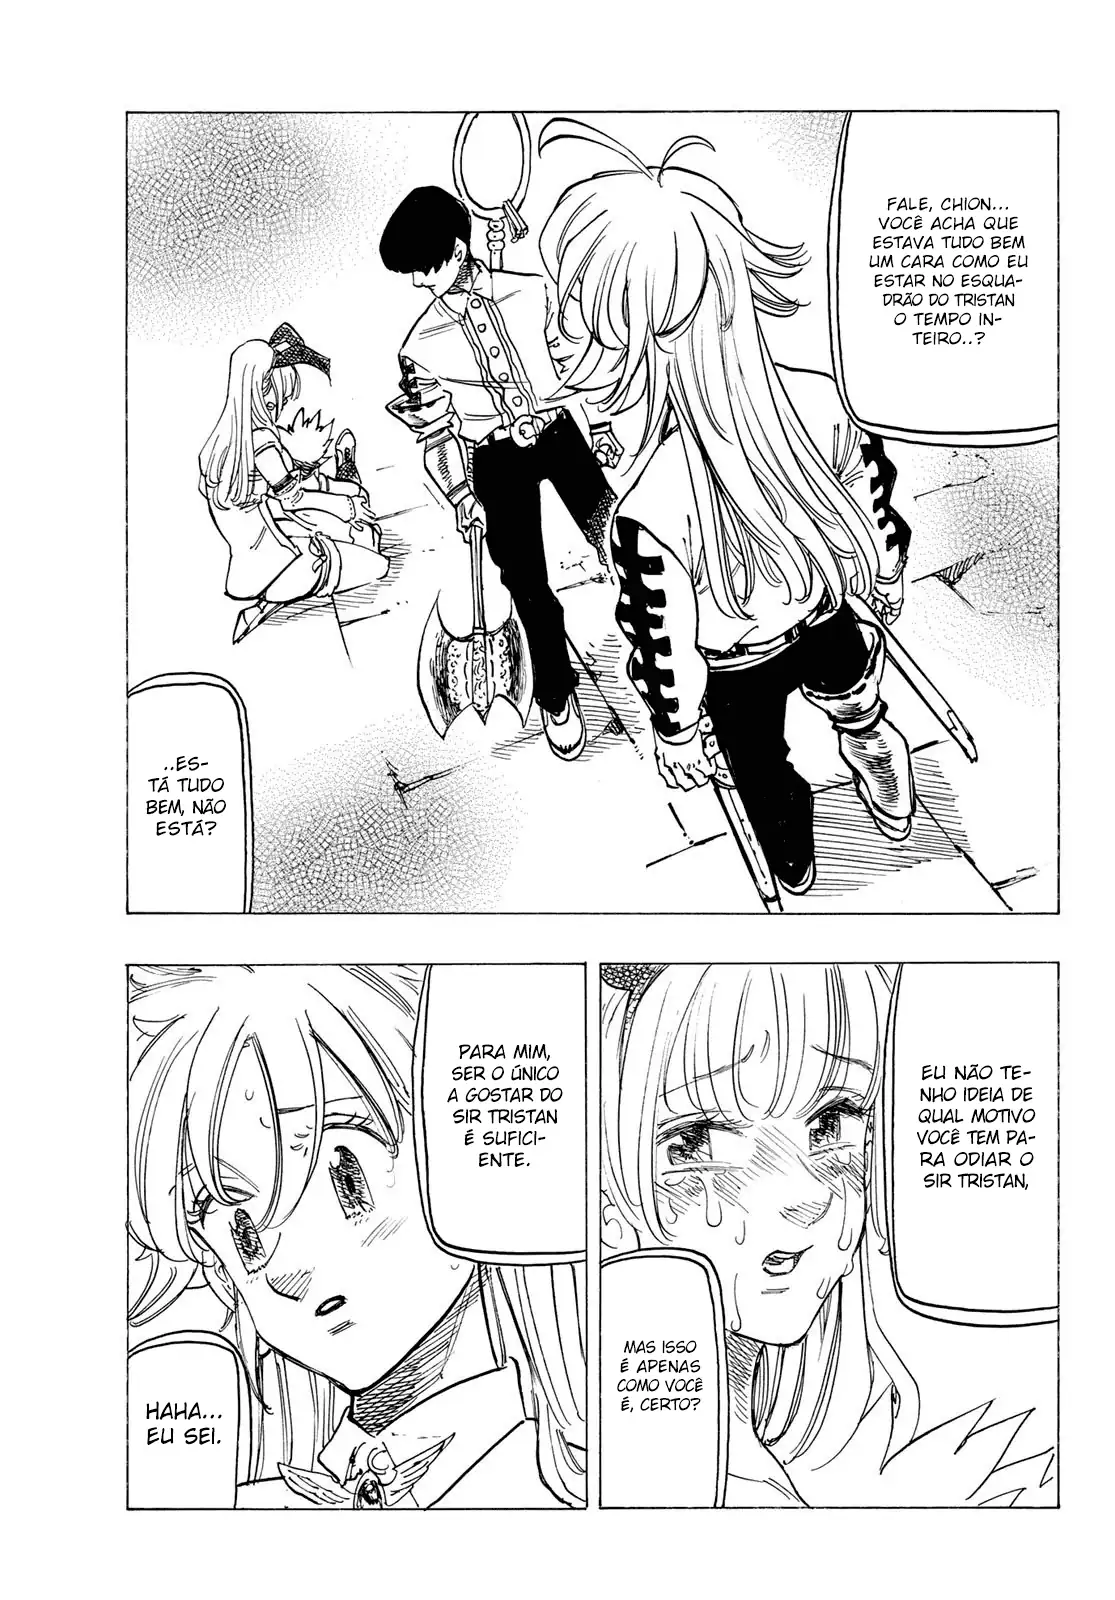 FALE, CHION...
VOCÊ ACHA QUE
ESTAVA TUDO BEM
UM CARA COMO EU
ESTAR NO ESQUA-
DRÃO DO TRISTAN
O TEMPO IN-
TEIRO..?
..ES-
TÁ TUDO
BEM, NÃO
ESTÁ?
EU NÃO TE-
NHO IDEIA DE
QUAL MOTIVO
VOCÊ TEM PA-
RA ODIAR O
SIR TRISTAN,
MAS ISSO
É APENAS
COMO VOCÊ
É, CERTO?
PARA MIM,
SER O ÚNICO
A GOSTAR DO
SIR TRISTAN
É SUFICI-
ENTE.
HAHA...
EU SEI.